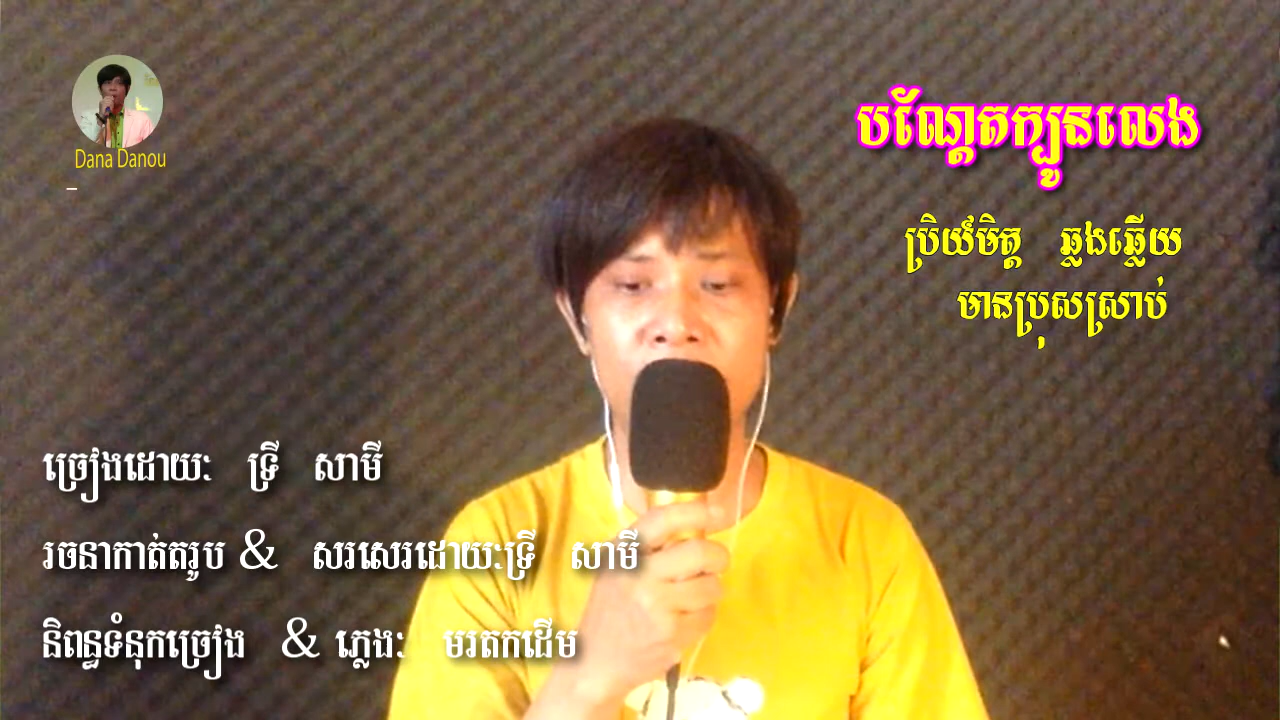 Dana Danou
បណ្ដែតក្បូនលេង
ប្រិយមិត្ត ឆ្លងឆ្លើយ
មានប្រុសស្រាប់
ច្រៀងដោយៈ ទ្រី សាមី
រចនាកាត់តរូប & សរសេរដោយៈទ្រី សាមី
និពន្ធទំនុកច្រៀង & ភ្លេងៈ មរតកដើម